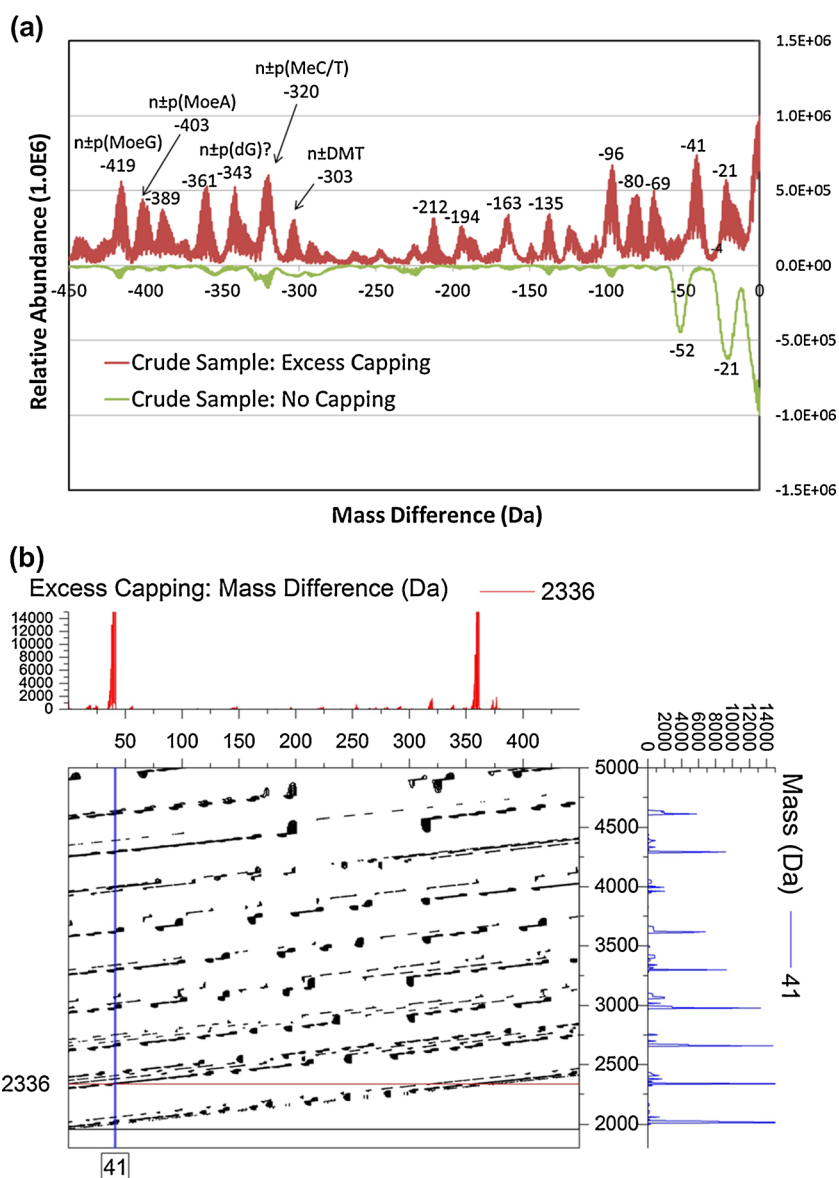 (a)
1.5E+06
1.0E+06
5.0E+05
0.0E+00
-5.0E+05
-1.0E+06
-1.5E+06
Relative Abundance (1.0E6)
n±p(MeC/T)
-320
n±p(MoeA)
-403
n±p(MoeG)
-419
n±p(dG)?
-343
n±DMT
-303
-389
-361
-212
-194
-163
-135
-96
-80
-69
-41
-21
-4
-450 -400 -350 -300 -250 -200 -150 -100 -50 0
-52
-21
Crude Sample: Excess Capping
Crude Sample: No Capping
Mass Difference (Da)
(b)
Excess Capping: Mass Difference (Da) 2336
14000
12000
10000
8000
6000
4000
2000
0
50 100 150 200 250 300 350 400
0 2000 4000 6000 8000 10000 12000 14000
5000
4500
4000
3500
3000
2500
2000
Mass (Da) 41
2336
41